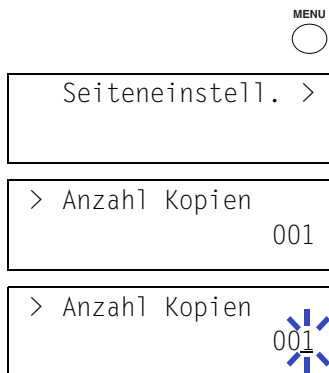 MENU
Seiteneinstell. >
> Anzahl Kopien
001
> Anzahl Kopien
001